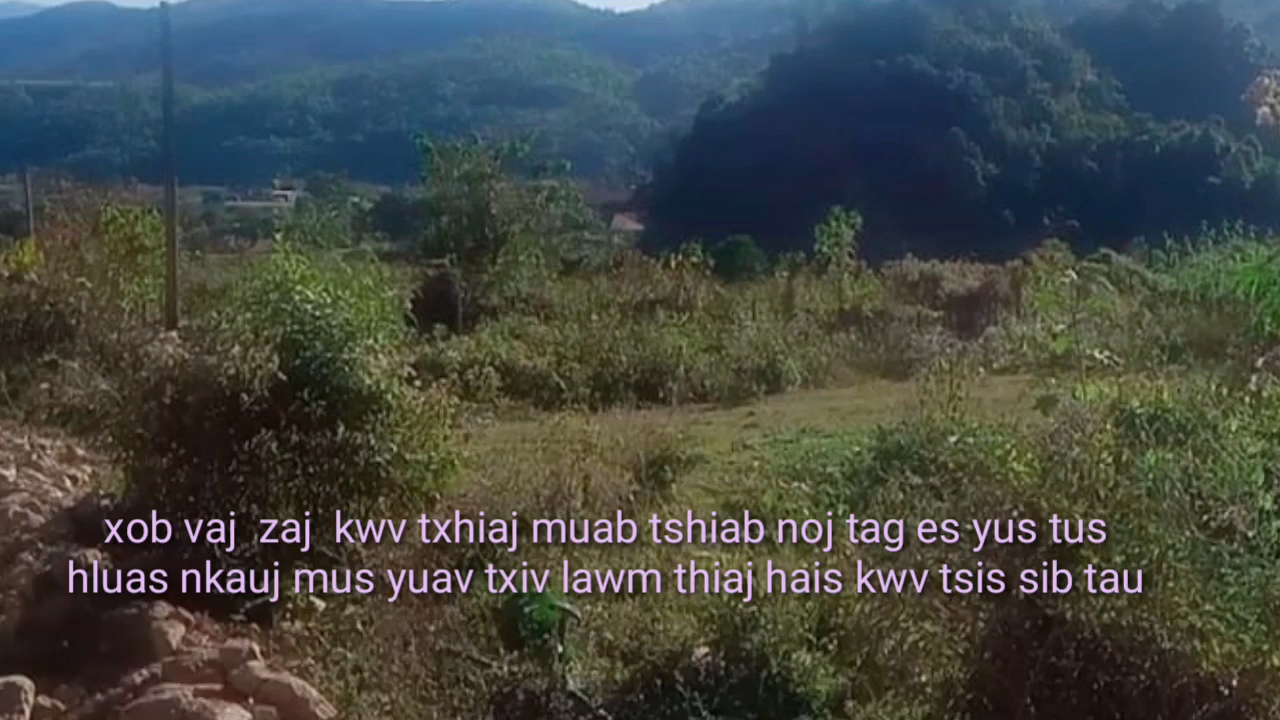 xob vaj zaj kwv txhiaj muab tshiab noj tag es yus tus
hluas nkauj mus yuav txiv lawm thiaj hais kwv tsis sib tau